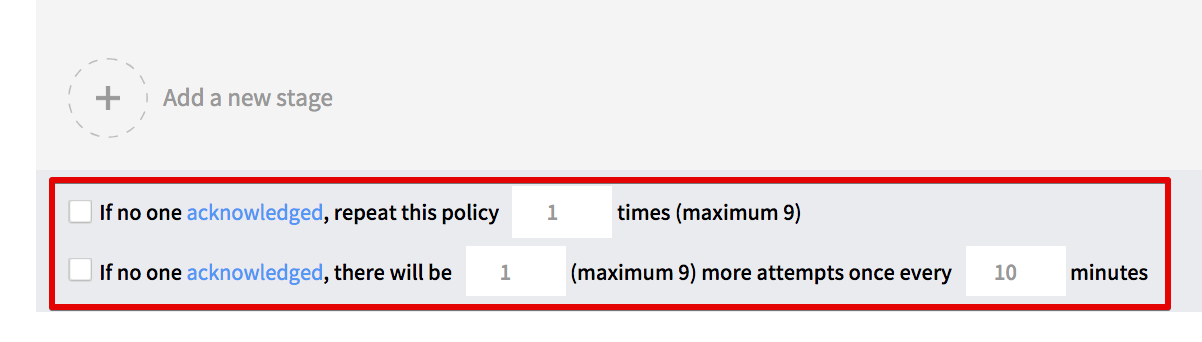 Add a new stage
If no one acknowledged, repeat this policy 1 times (maximum 9)
If no one acknowledged, there will be 1 (maximum 9) more attempts once every 10 minutes